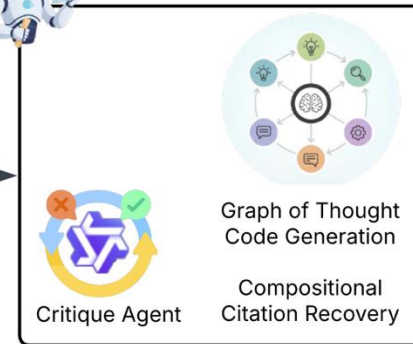 Graph of Thought
Code Generation
Compositional
Citation Recovery
Critique Agent